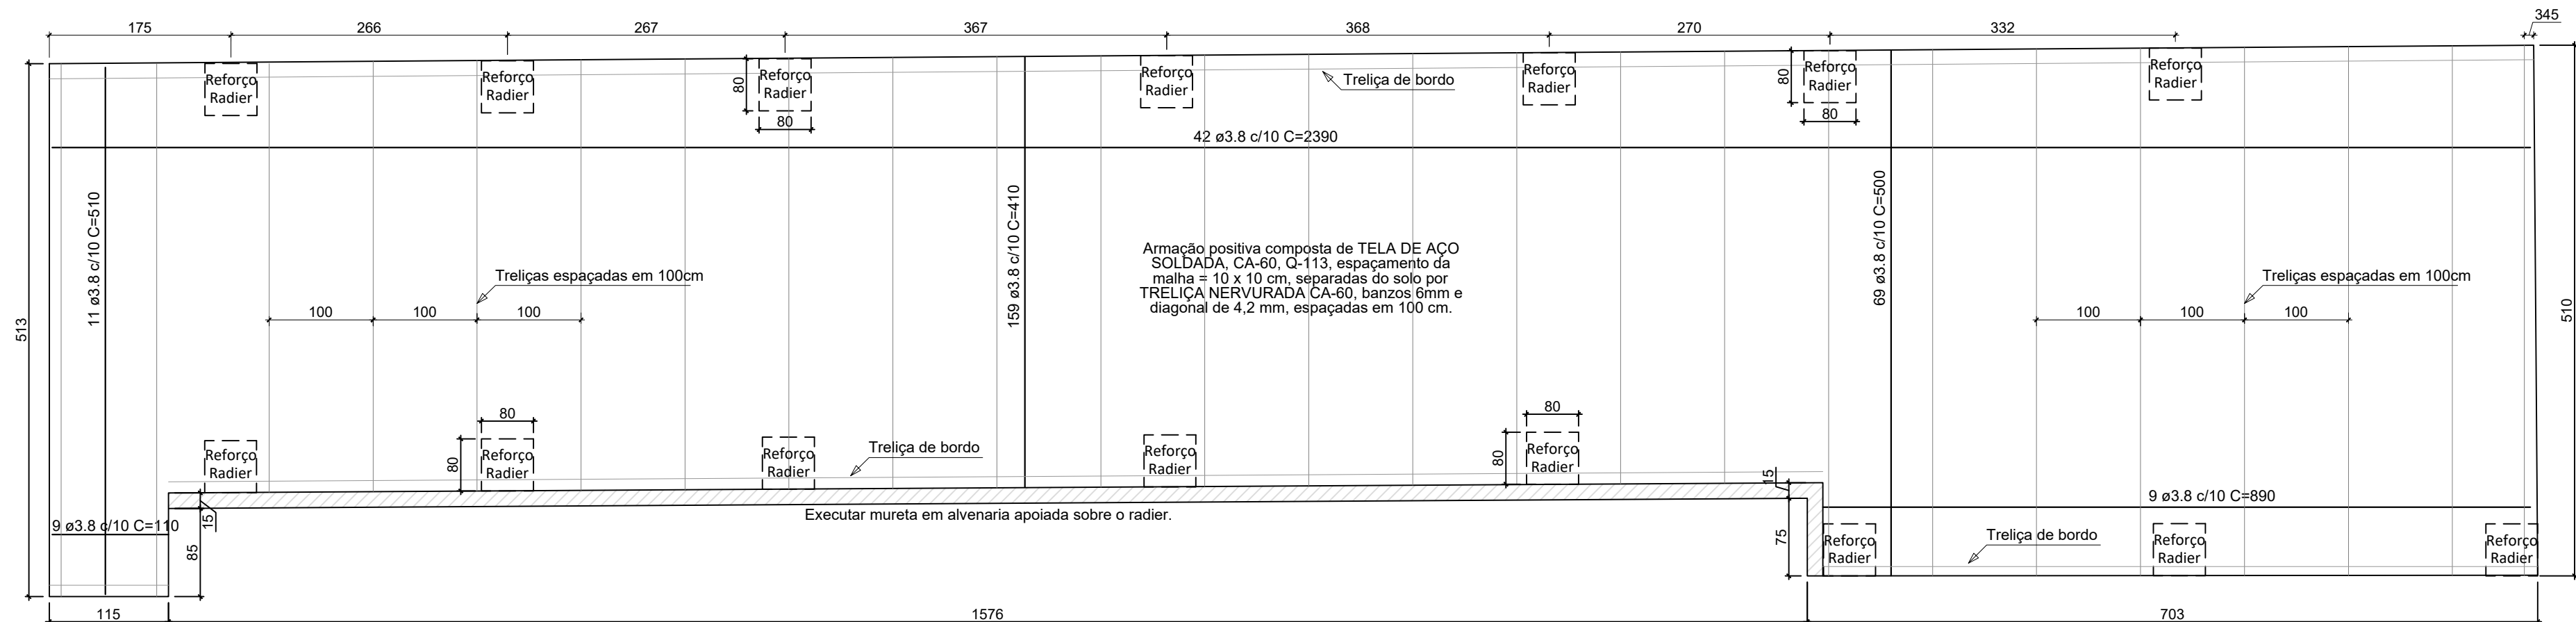 175
266
267
367
368
270
332
345
Reforço
Radier
Reforço
Radier
80
Reforço
Radier
80
Reforço
Radier
Treliça de bordo
Reforço
Radier
80
Reforço
Radier
80
Reforço
Radier
42 ø3.8 c/10 C=2390
11 ø3.8 c/10 C=510
159 ø3.8 c/10 C=410
69 ø3.8 c/10 C=500
Armação positiva composta de TELA DE AÇO
SOLDADA, CA-60, Q-113, espaçamento da
malha = 10 x 10 cm, separadas do solo por
TRELIÇA NERVURADA CA-60, banzos 6mm e
diagonal de 4,2 mm, espaçadas em 100 cm.
Treliças espaçadas em 100cm
100
100
100
Treliças espaçadas em 100cm
100
100
100
513
510
Reforço
Radier
80
80
Reforço
Radier
Reforço
Radier
Treliça de bordo
Reforço
Radier
80
80
Reforço
Radier
15
9 ø3.8 c/10 C=890
9 ø3.8 c/10 C=110
15
85
Executar mureta em alvenaria apoiada sobre o radier.
75
Reforço
Radier
Treliça de bordo
Reforço
Radier
Reforço
Radier
115
1576
703